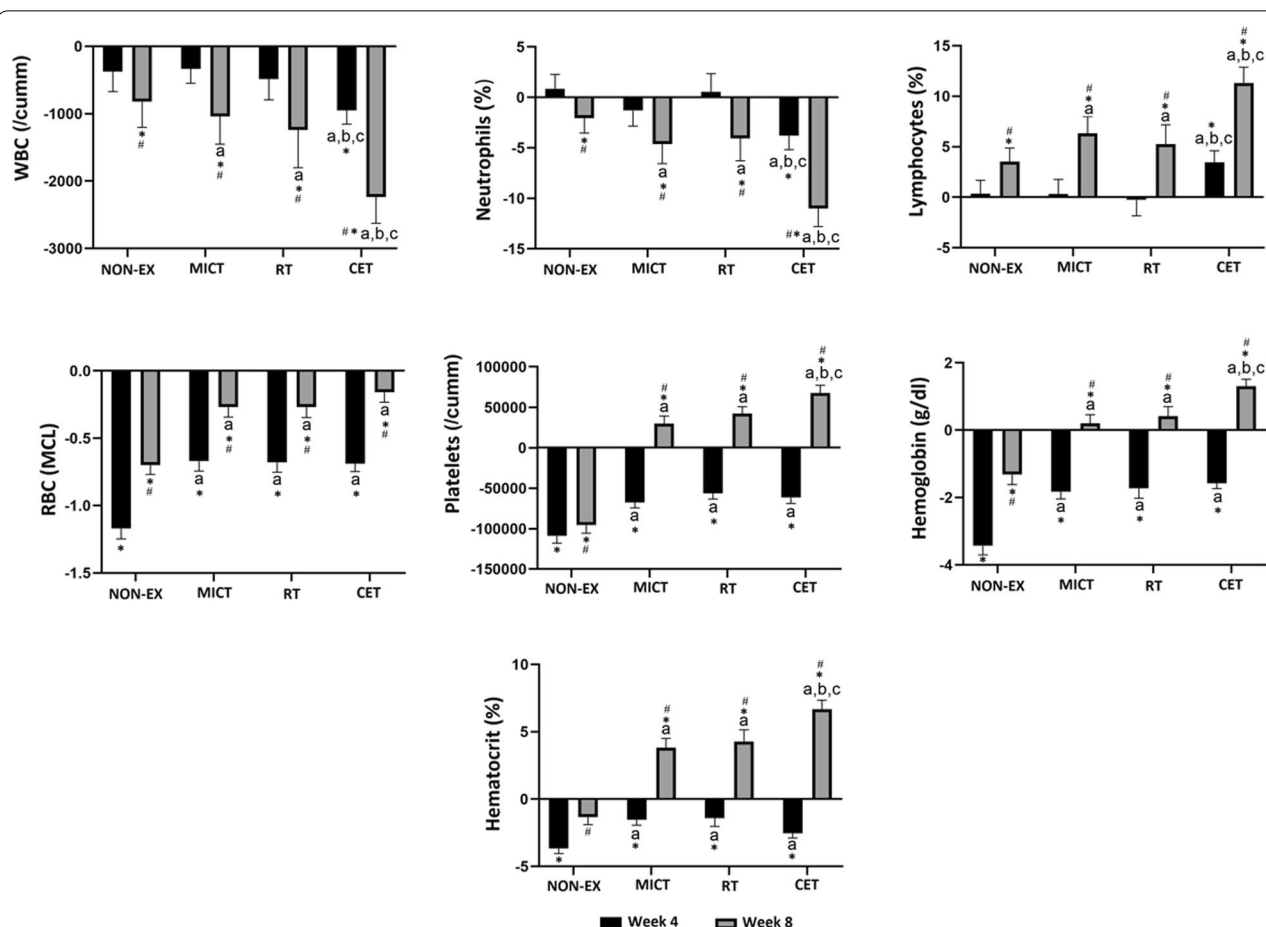 WBC (/cumm)
0
-1000
-2000
-3000
*
#
a
*
#
a
*
#
a,b,c
*
#*a,b,c
NON-EX MICT RT CET
Neutrophils (%)
5
0
-5
-10
-15
*
#
a
*
#
a
*
#
a,b,c
*
#*a,b,c
NON-EX MICT RT CET
Lymphocytes (%)
15
10
5
0
-5
#
*
#
*
a
#
*
a
*
a,b,c
#
*
a,b,c
NON-EX MICT RT CET
RBC (MCL)
0.0
-0.5
-1.0
-1.5
*
*
#
a
*
a
*
#
a
*
a
*
#
a
*
a
*
#
NON-EX MICT RT CET
Platelets (/cumm)
100000
50000
0
-50000
-100000
-150000
*
*
#
a
*
#
*
a
a
*
#
*
a
a
*
#
*
a,b,c
NON-EX MICT RT CET
Hemoglobin (g/dl)
2
0
-2
-4
*
*
#
a
*
#
*
a
a
*
#
*
a
a
*
#
*
a,b,c
NON-EX MICT RT CET
Hematocrit (%)
10
5
0
-5
*
#
a
*
#
*
a
a
*
#
*
a
a
*
#
*
a,b,c
NON-EX MICT RT CET
Week 4 Week 8